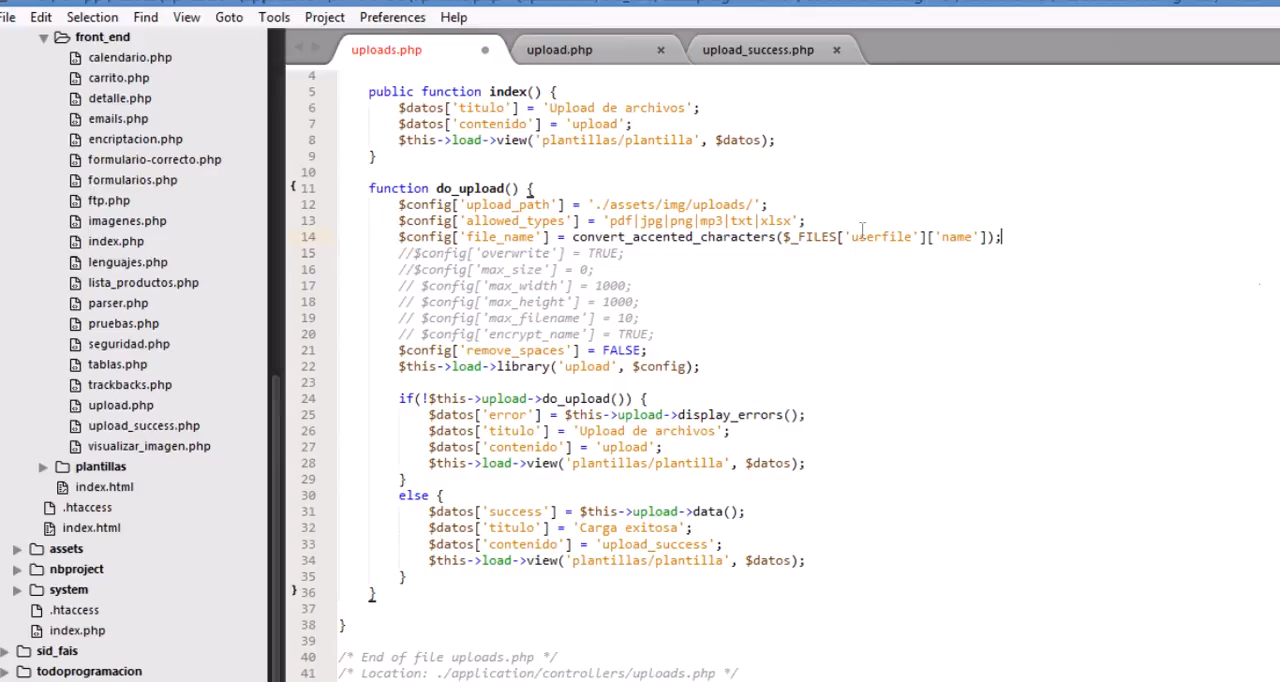 File Edit Selection Find View Goto Tools Project Preferences Help
front_end
calendario.php
carrito.php
detalle.php
emails.php
encriptacion.php
formulario-correcto.php
formularios.php
ftp.php
imagenes.php
index.php
lenguajes.php
lista_productos.php
parser.php
pruebas.php
seguridad.php
tablas.php
trackbacks.php
upload.php
upload_success.php
visualizar_imagen.php
plantillas
index.html
.htaccess
index.html
assets
nbproject
system
.htaccess
index.php
sid_fais
todoprogramacion
uploads.php upload.php × upload_success.php ×
4
5 public function index() {
6 $datos['titulo'] = 'Upload de archivos';
7 $datos['contenido'] = 'upload';
8 $this->load->view('plantillas/plantilla', $datos);
9 }
10
11 function do_upload() {
12 $config['upload_path'] = './assets/img/uploads/';
13 $config['allowed_types'] = 'pdf|jpg|png|mp3|txt|xlsx';
14 $config['file_name'] = convert_accented_characters($_FILES['userfile']['name']);
15 //$config['overwrite'] = TRUE;
16 //$config['max_size'] = 0;
17 // $config['max_width'] = 1000;
18 // $config['max_height'] = 1000;
19 // $config['max_filename'] = 10;
20 // $config['encrypt_name'] = TRUE;
21 $config['remove_spaces'] = FALSE;
22 $this->load->library('upload', $config);
23
24 if(!$this->upload->do_upload()) {
25 $datos['error'] = $this->upload->display_errors();
26 $datos['titulo'] = 'Upload de archivos';
27 $datos['contenido'] = 'upload';
28 $this->load->view('plantillas/plantilla', $datos);
29 }
30 else {
31 $datos['success'] = $this->upload->data();
32 $datos['titulo'] = 'Carga exitosa';
33 $datos['contenido'] = 'upload_success';
34 $this->load->view('plantillas/plantilla', $datos);
35 }
36 }
37
38 }
39
40 /* End of file uploads.php */
41 /* Location: ./application/controllers/uploads.php */